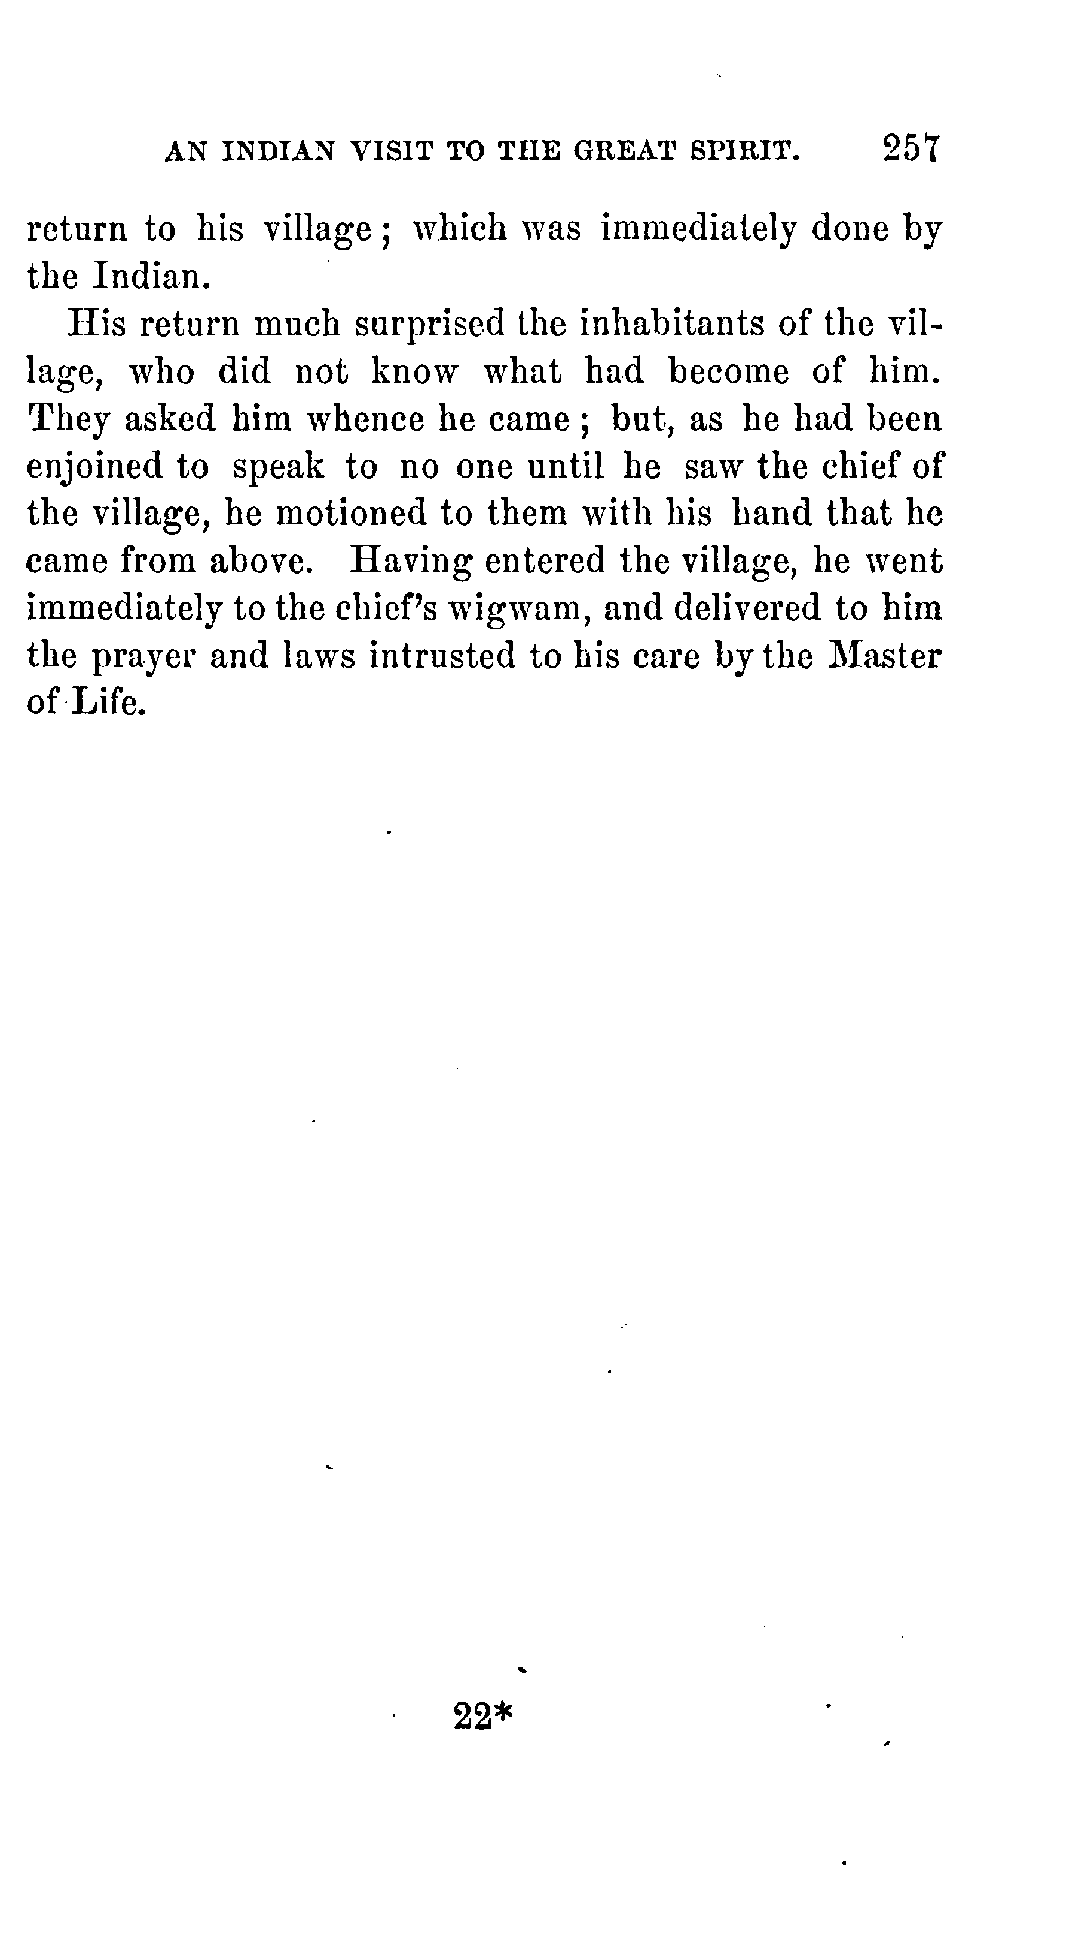 AN INDIAN VISIT TO THE GREAT SPIRIT. 257
return to his village; which was immediately done by
the Indian.
His return much surprised the inhabitants of the vil-
lage, who did not know what had become of him.
They asked him whence he came; but, as he had been
enjoined to speak to no one until he saw the chief of
the village, he motioned to them with his hand that he
came from above. Having entered the village, he went
immediately to the chief's wigwam, and delivered to him
the prayer and laws intrusted to his care by the Master
of Life.
22*